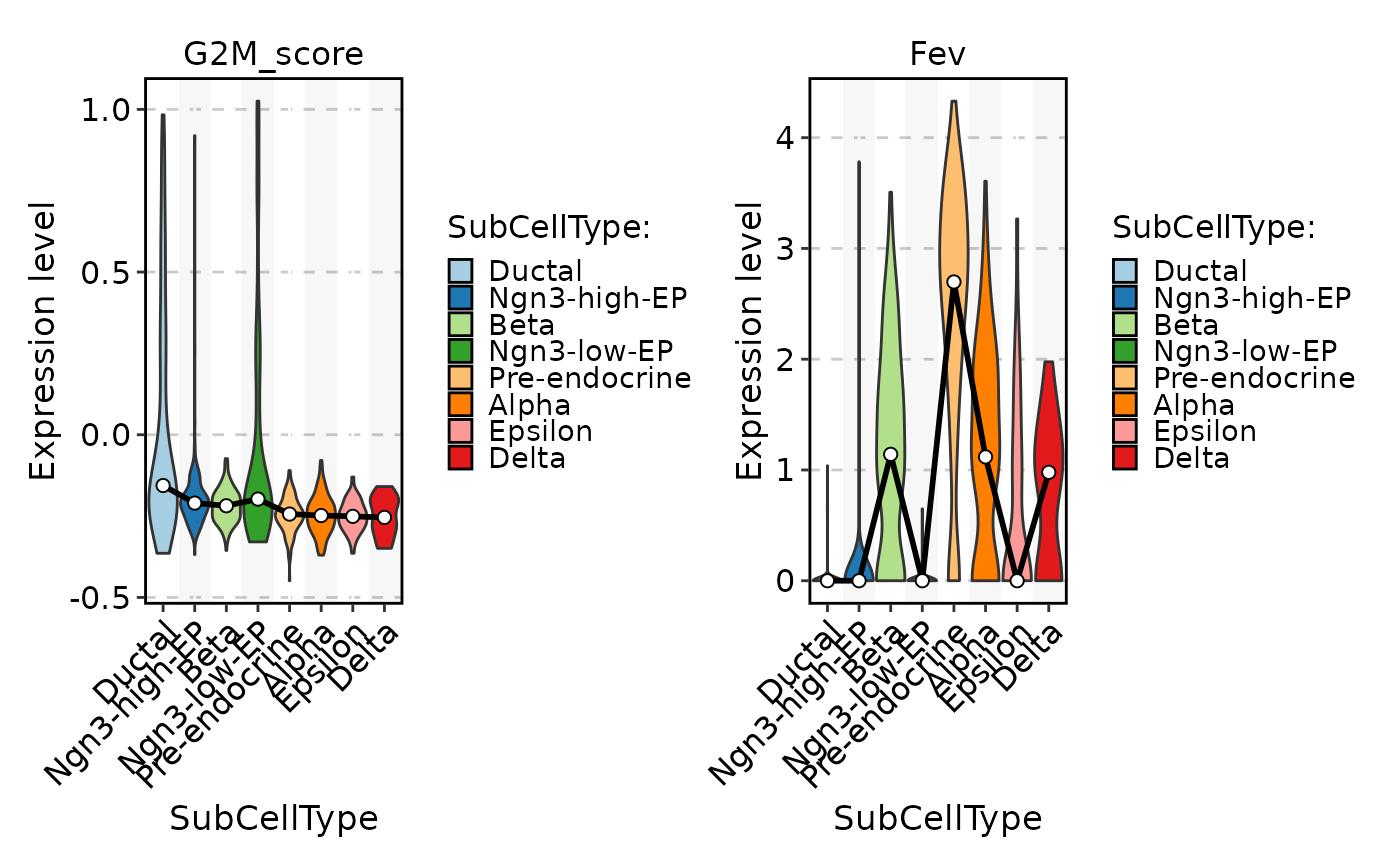 G2M_score
Expression level
1.0
0.5
0.0
-0.5
Ductal
Ngn3-high-EP
Beta
Ngn3-low-EP
Pre-endocrine
Alpha
Epsilon
Delta
SubCellType
SubCellType:
Ductal
Ngn3-high-EP
Beta
Ngn3-low-EP
Pre-endocrine
Alpha
Epsilon
Delta
Fev
Expression level
4
3
2
1
0
Ductal
Ngn3-high-EP
Beta
Ngn3-low-EP
Pre-endocrine
Alpha
Epsilon
Delta
SubCellType
SubCellType:
Ductal
Ngn3-high-EP
Beta
Ngn3-low-EP
Pre-endocrine
Alpha
Epsilon
Delta